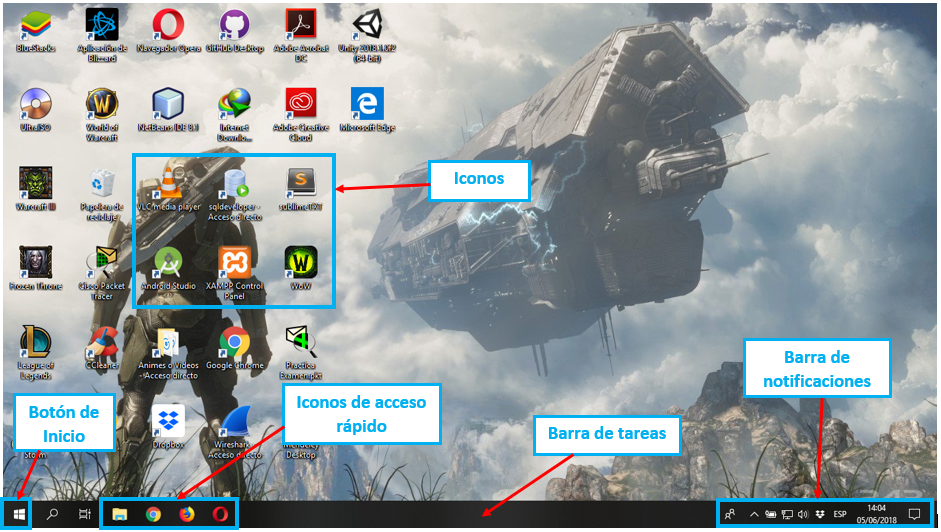 BlueStacks
Aplicación de
Blizzard
Navegador Opera
GitHub Desktop
Adobe Acrobat
DC
Unity 2018.1.0f2
(64-bit)
UltraISO
World of
Warcraft
NetBeans IDE 8.1
Internet
Downlo...
Adobe Creative
Cloud
Microsoft Edge
Warcraft III
Papelera de
reciclaje
VLC media player
sqldeveloper -
Acceso directo
sublimeTXT
Iconos
Frozen Throne
Cisco Packet
Tracer
Android Studio
XAMPP Control
Panel
WoW
League of
Legends
CCleaner
Animes o Videos
- Acceso directo
Google Chrome
Practica
Examen.pkt
Barra de
notificaciones
Botón de
Inicio
Iconos de acceso
rápido
Barra de tareas
Storm
Dropbox
Wireshark -
Acceso directo
Desktop
ESP
14:04
05/06/2018